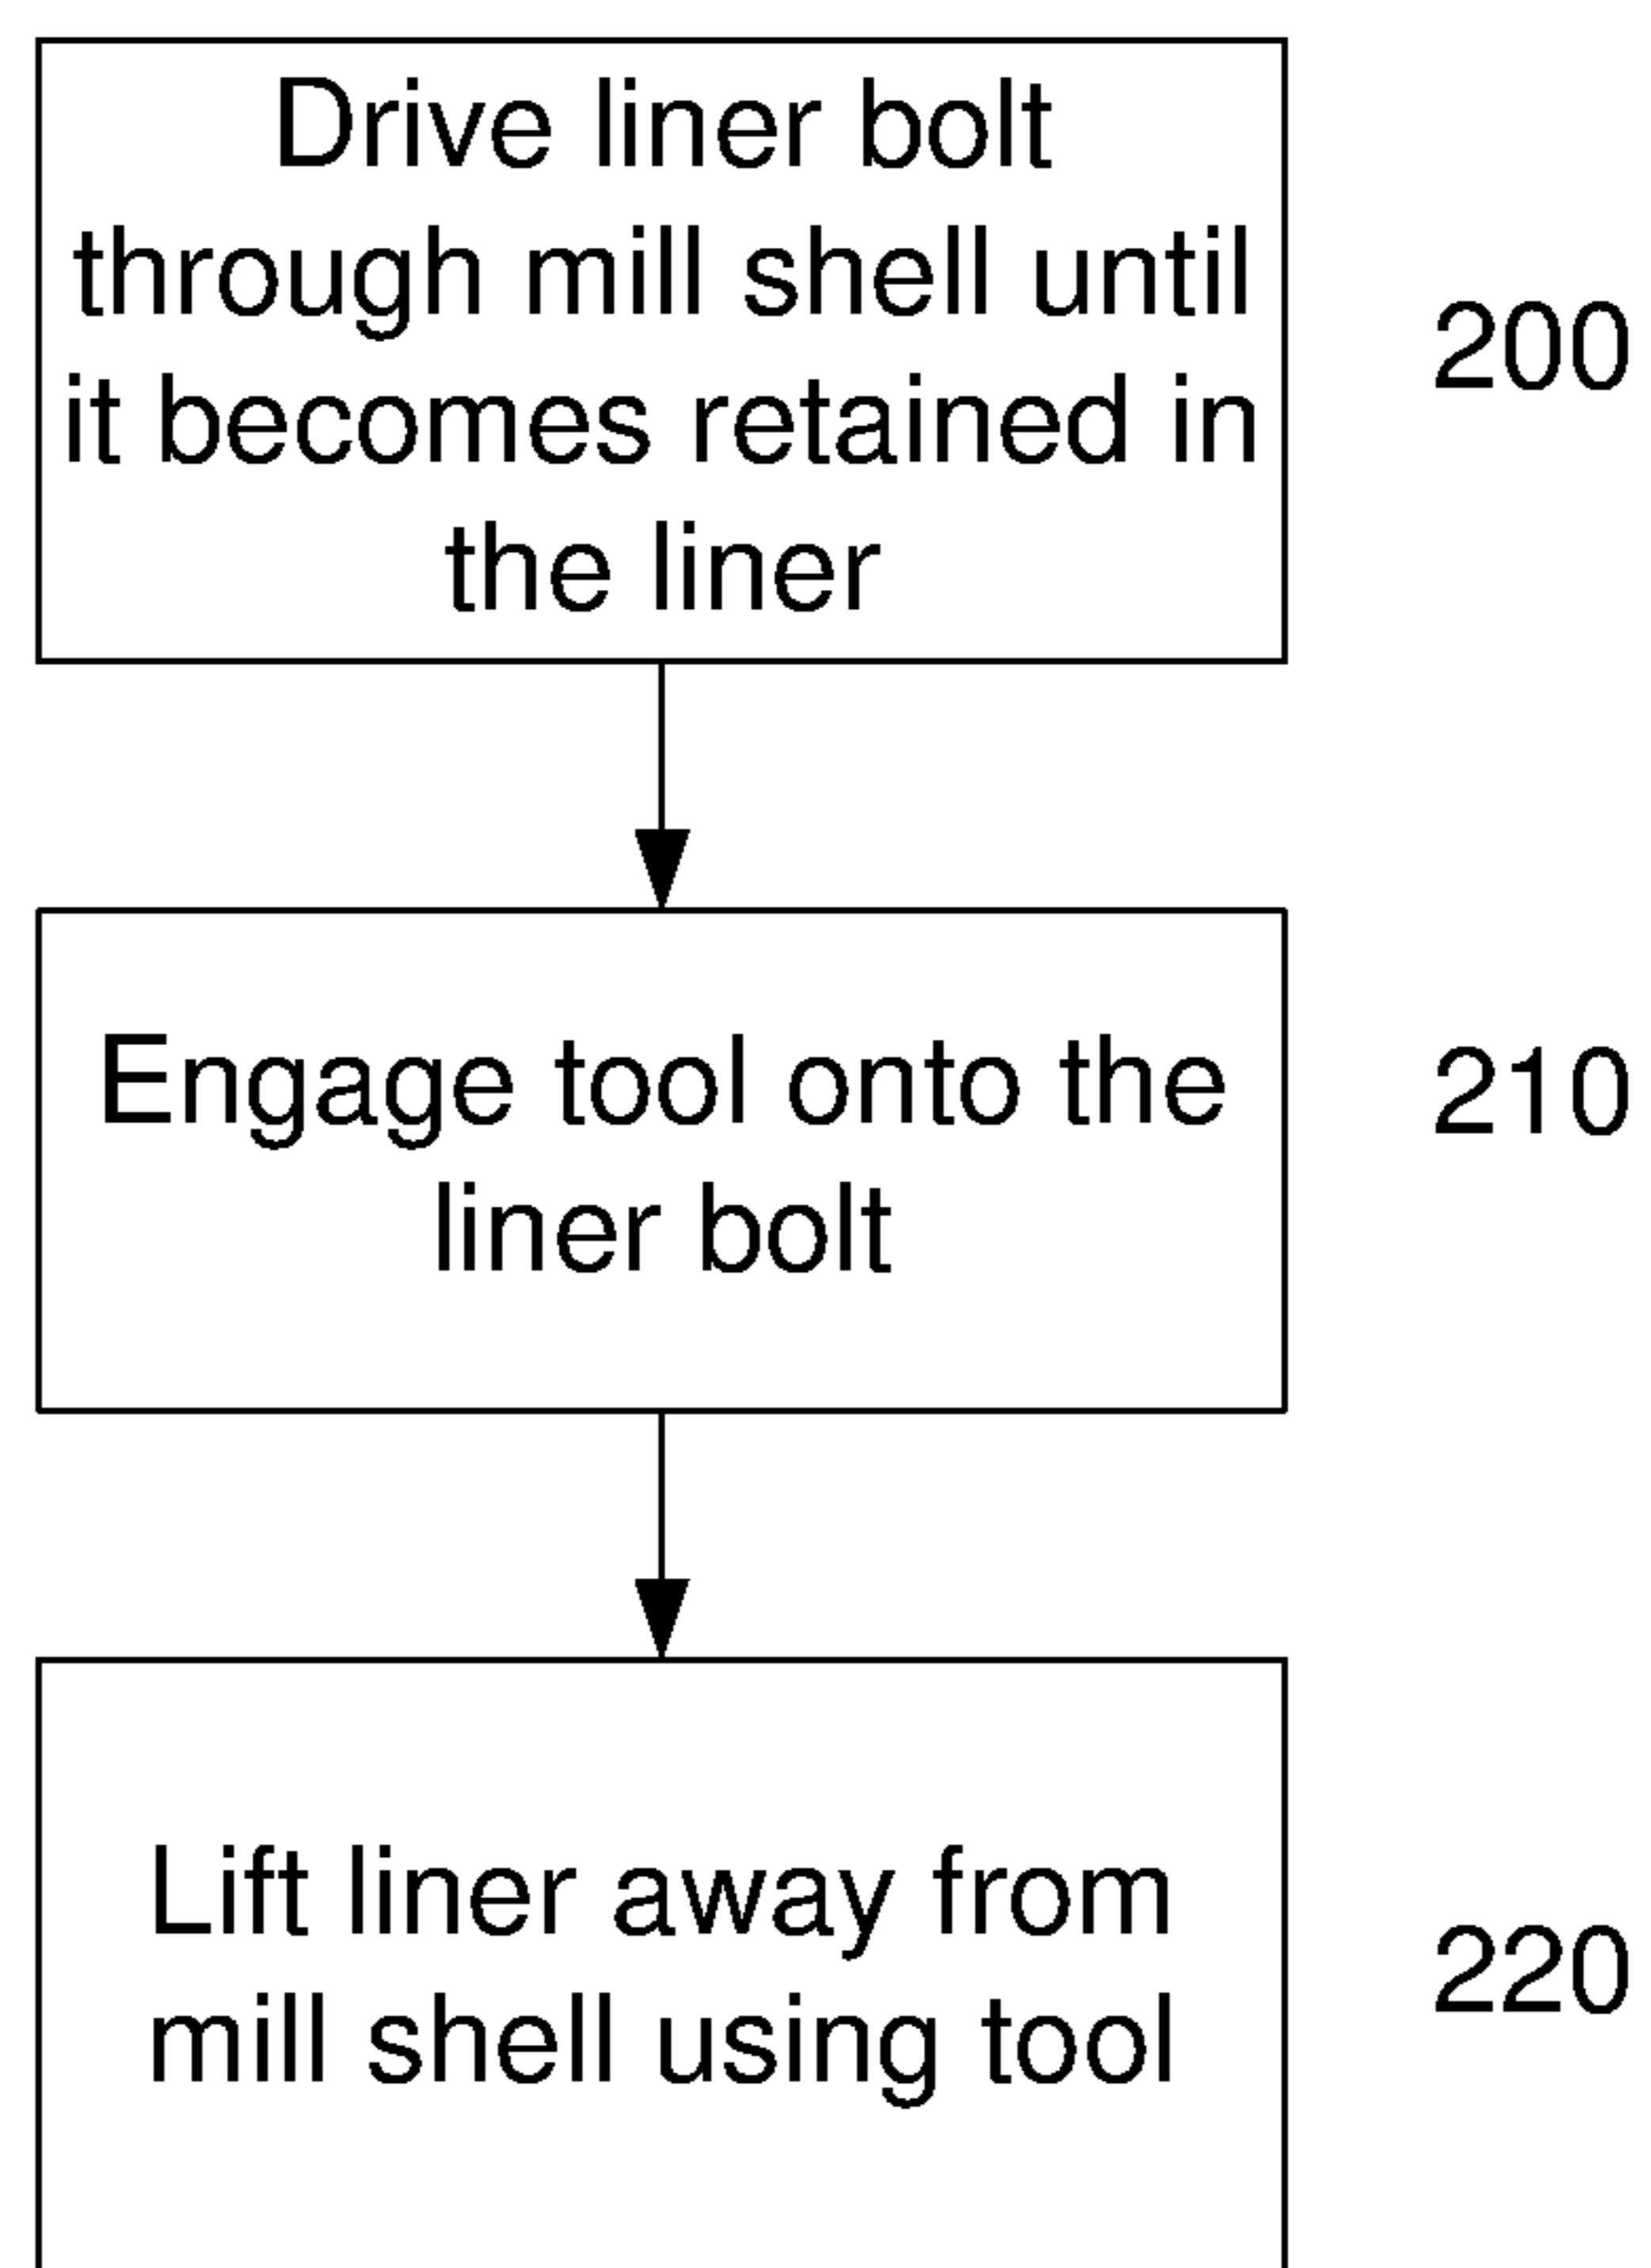 Drive liner bolt
through mill shell until
it becomes retained in
the liner
200
Engage tool onto the
liner bolt
210
Lift liner away from
mill shell using tool
220